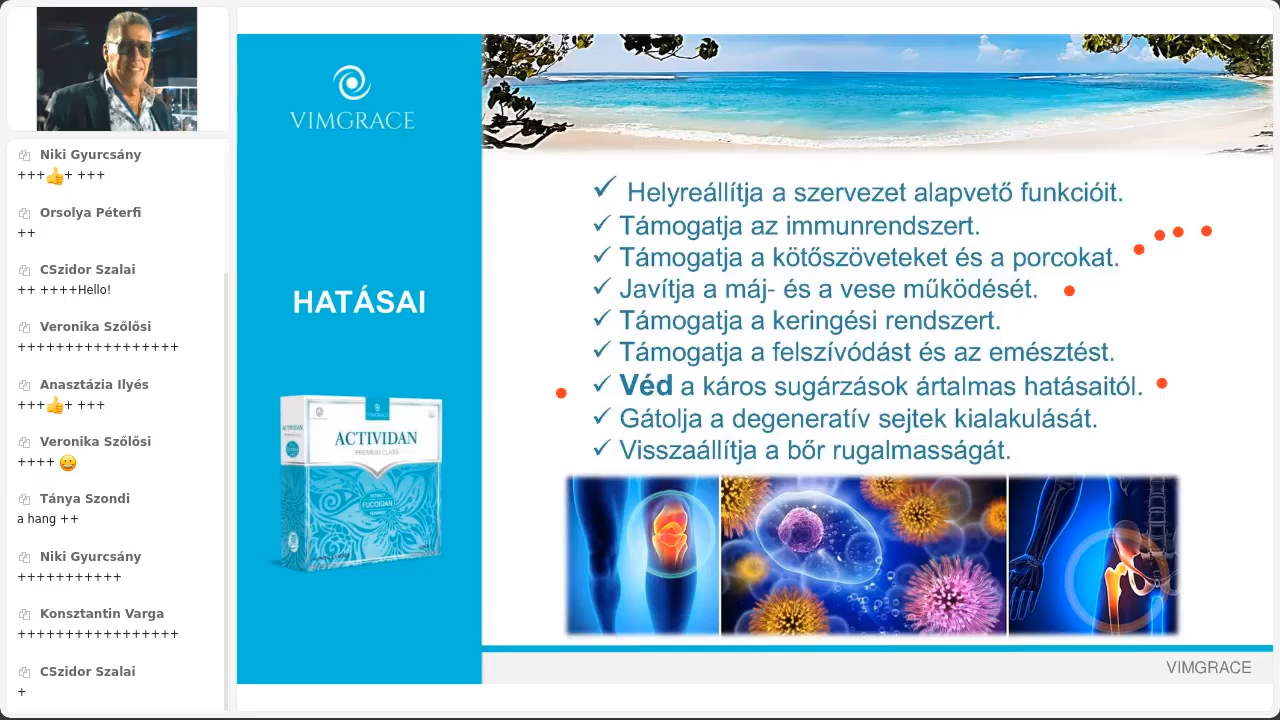 Niki Gyurcsány
+++👍+ +++
Orsolya Péterfi
++
CSzidor Szalai
++ ++++Hello!
Veronika Szőlősi
+++++++++++++++++
Anasztázia Ilyés
+++👍+ +++
Veronika Szőlősi
++++ 😀
Tánya Szondi
a hang ++
Niki Gyurcsány
+++++++++++
Konsztantin Varga
+++++++++++++++++
CSzidor Szalai
+
VIMGRACE
HATÁSAI
VIMGRACE
ACTIVIDAN
PREMIUM CLASS
FUCOIDAN
ACTIVIDAN
✓ Helyreállítja a szervezet alapvető funkcióit.
✓ Támogatja az immunrendszert.
✓ Támogatja a kötőszöveteket és a porcokat.
✓ Javítja a máj- és a vese működését.
✓ Támogatja a keringési rendszert.
✓ Támogatja a felszívódást és az emésztést.
✓ Véd a káros sugárzások ártalmas hatásaitól.
✓ Gátolja a degeneratív sejtek kialakulását.
✓ Visszaállítja a bőr rugalmasságát.
VIMGRACE